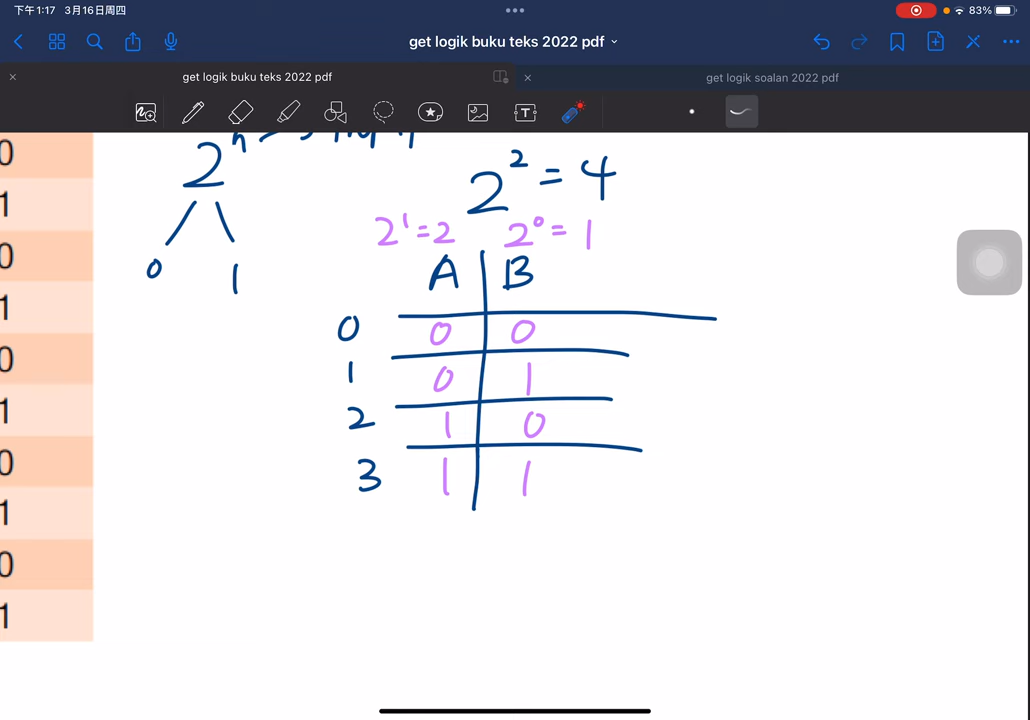 下午1:17 3月16日周四
83%
get logik buku teks 2022 pdf
get logik buku teks 2022 pdf
get logik soalan 2022 pdf
0
1
0
1
0
1
0
1
0
1
2ⁿ
0 1
2² = 4
2¹ = 2 2⁰ = 1
A B
0 0 0
1 0 1
2 1 0
3 1 1